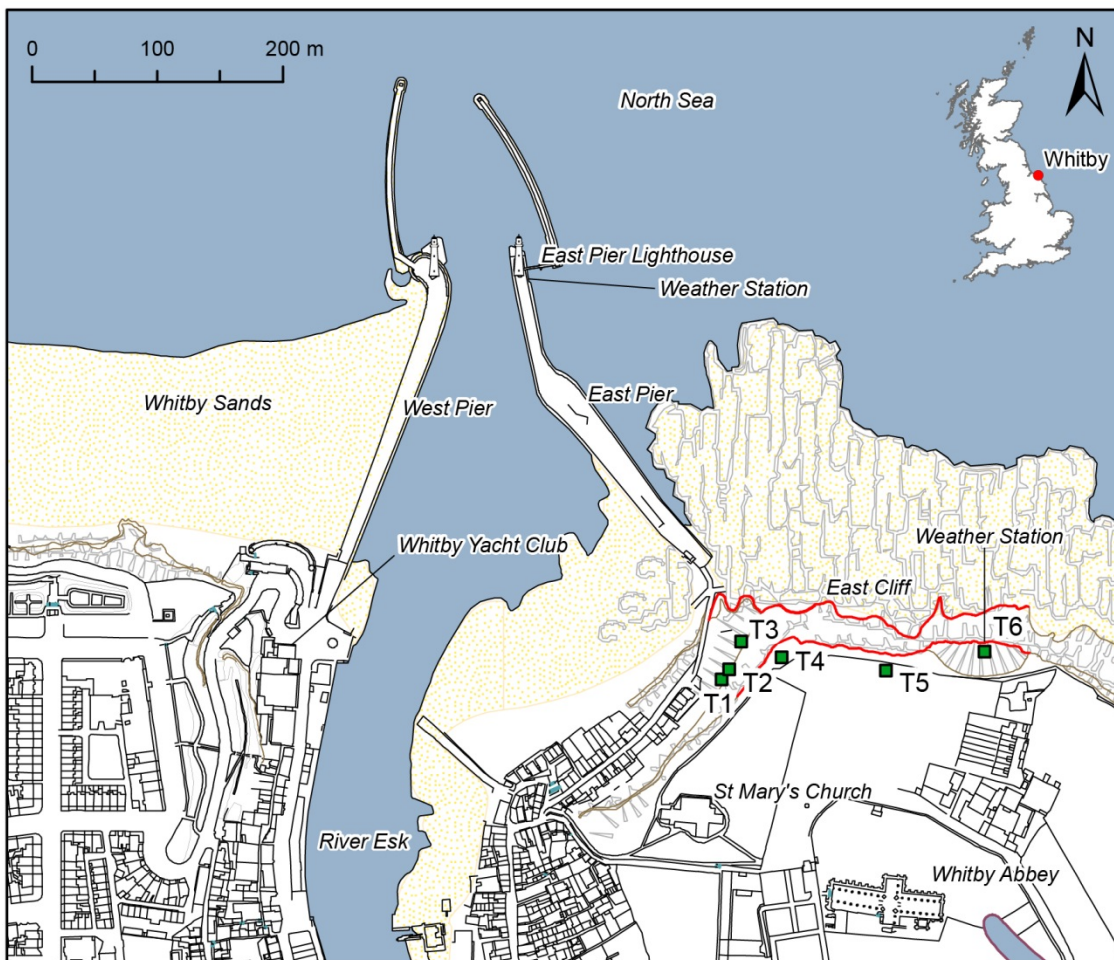 0 100 200 m
North Sea
N
Whitby
East Pier Lighthouse
Weather Station
Whitby Sands
West Pier
East Pier
Whitby Yacht Club
Weather Station
East Cliff
T3
T6
T4
T2
T5
T1
St Mary's Church
River Esk
Whitby Abbey